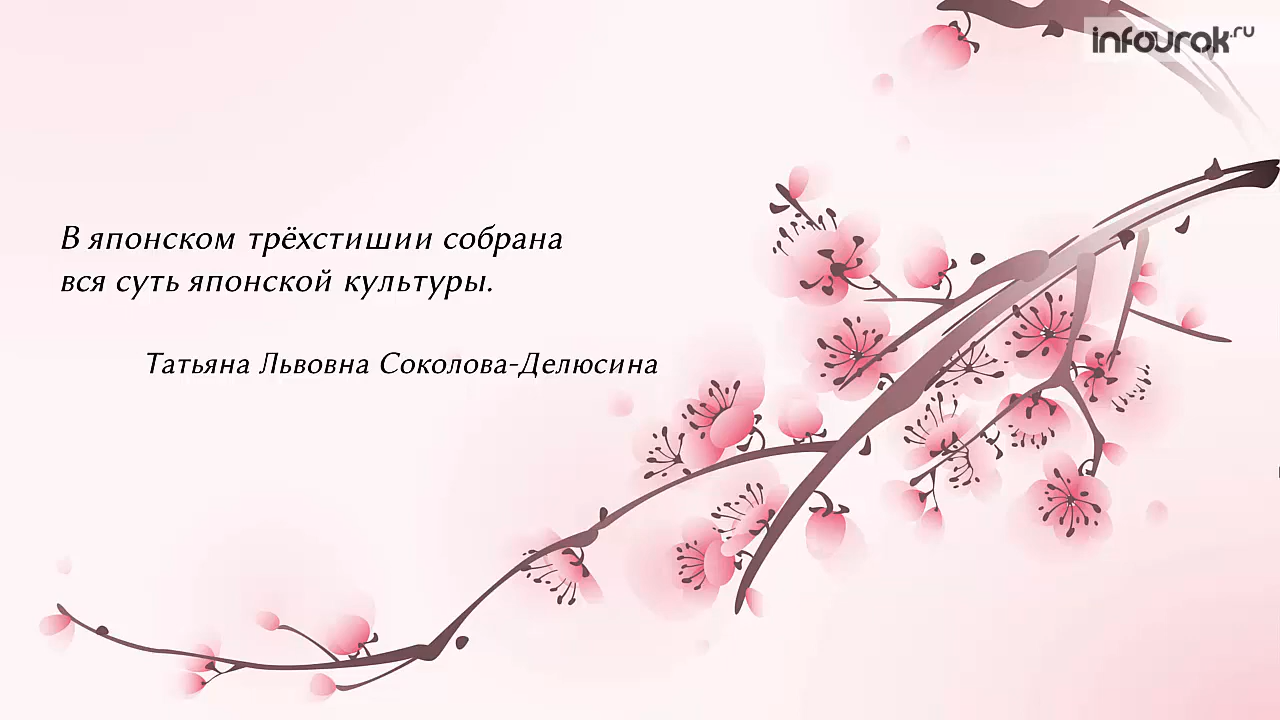 infourok.ru
В японском трёхстишии собрана
вся суть японской культуры.
Татьяна Львовна Соколова-Делюсина